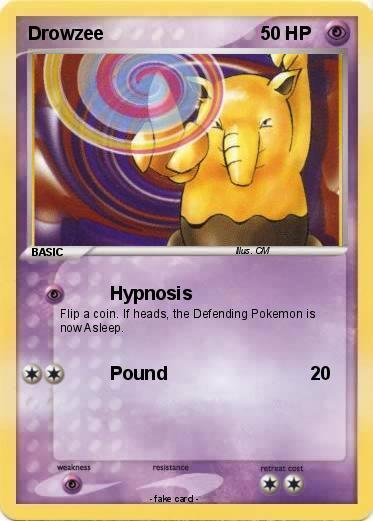 Drowzee 50 HP
BASIC Illus. CM
Hypnosis
Flip a coin. If heads, the Defending Pokemon is
now Asleep.
Pound 20
weakness resistance retreat cost
- fake card -